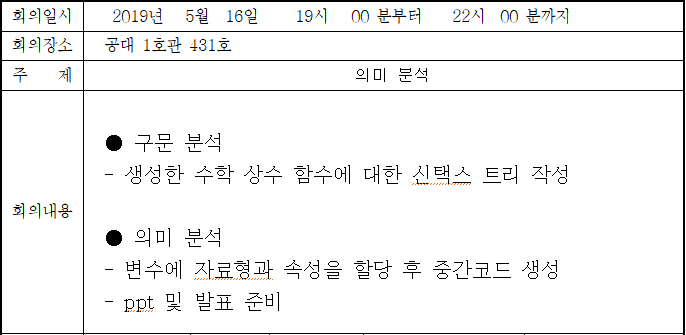 회의일시 2019년 5월 16일 19시 00 분부터 22시 00 분까지
회의장소 공대 1호관 431호
주 제 의미 분석
회의내용
● 구문 분석
- 생성한 수학 상수 함수에 대한 신택스 트리 작성
● 의미 분석
- 변수에 자료형과 속성을 할당 후 중간코드 생성
- ppt 및 발표 준비